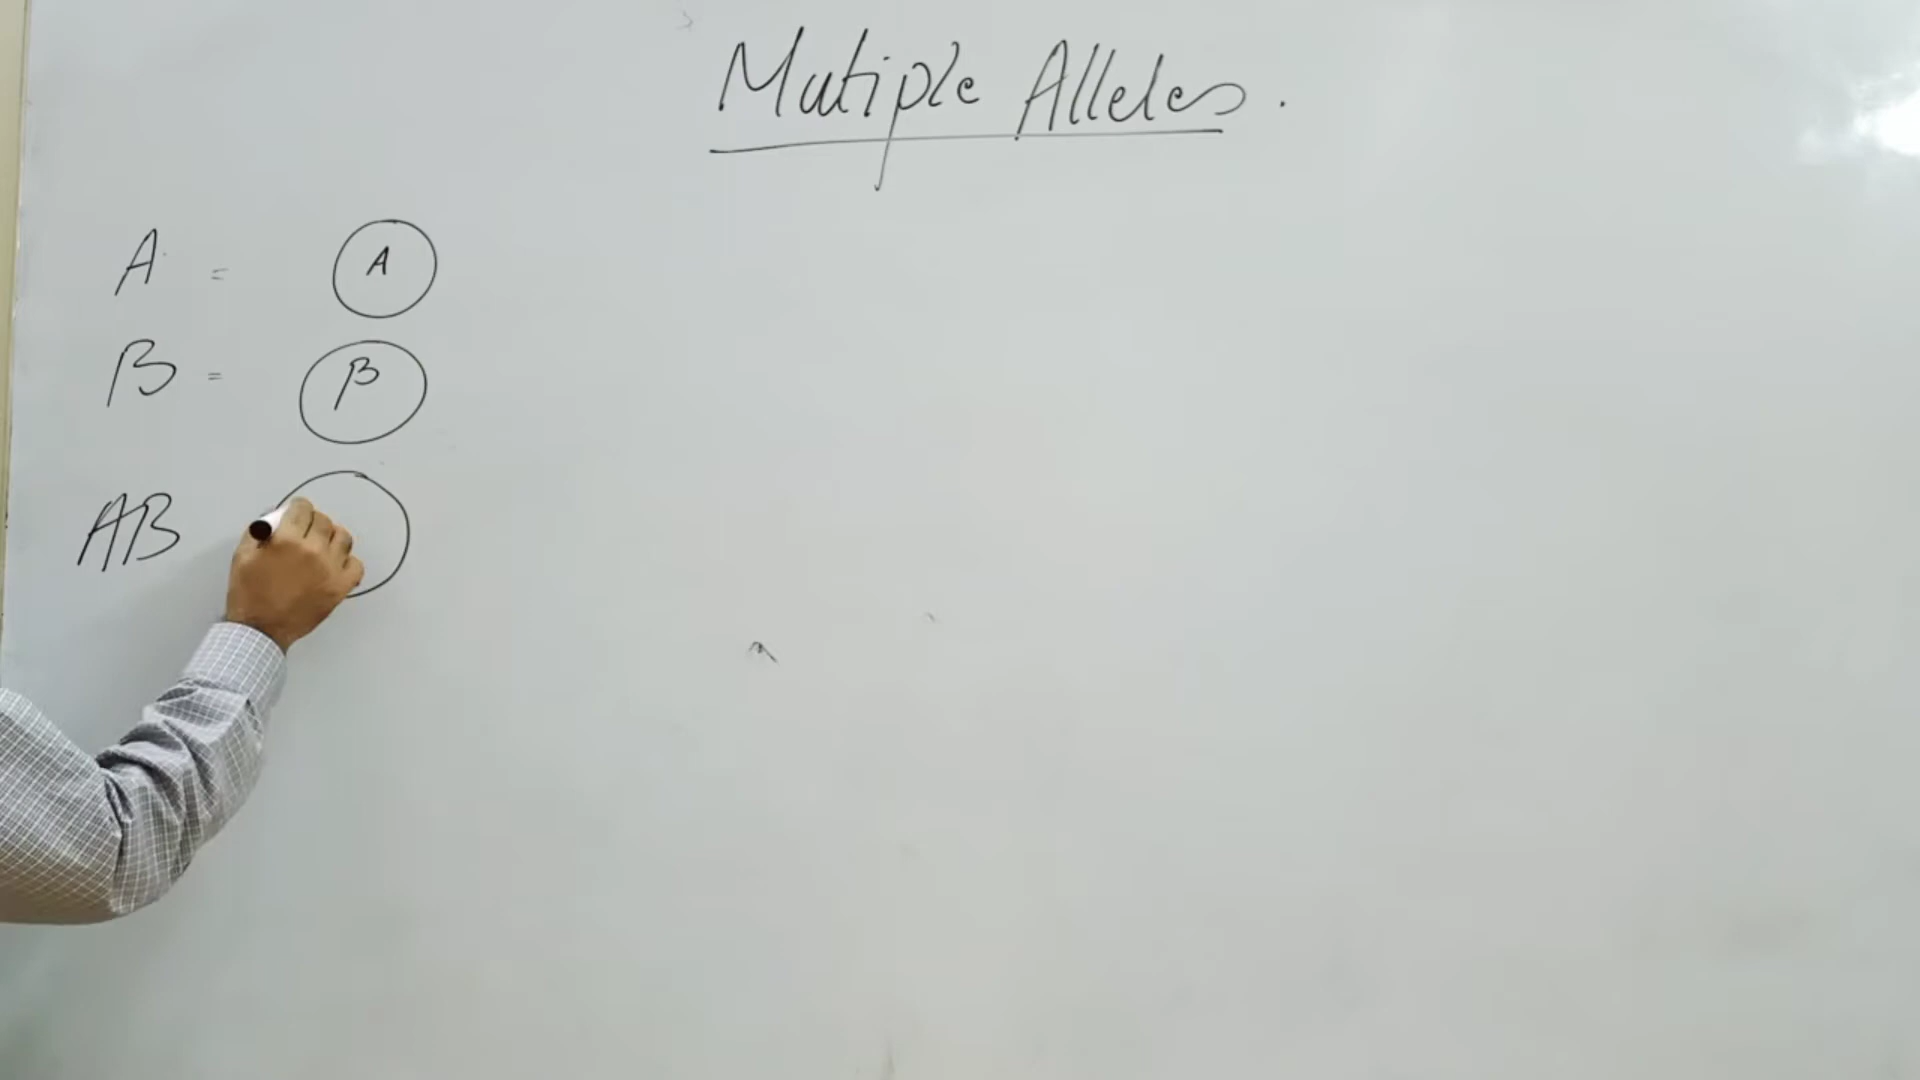 Mutiple Alleles.
A = A
B = B
AB